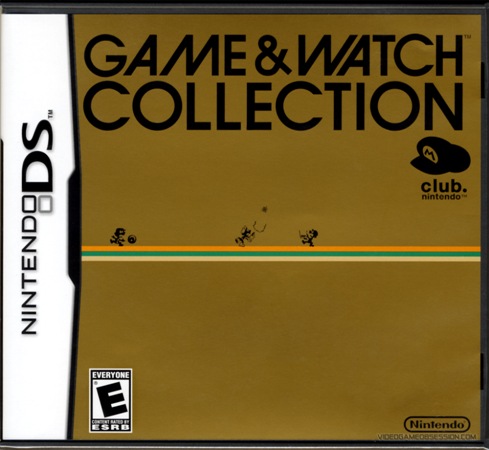 GAME & WATCH™
COLLECTION
M
club.
nintendo™
NINTENDO DS™
EVERYONE
E
CONTENT RATED BY
ESRB
Nintendo®
VIDEOGAMEOBSESSION.COM